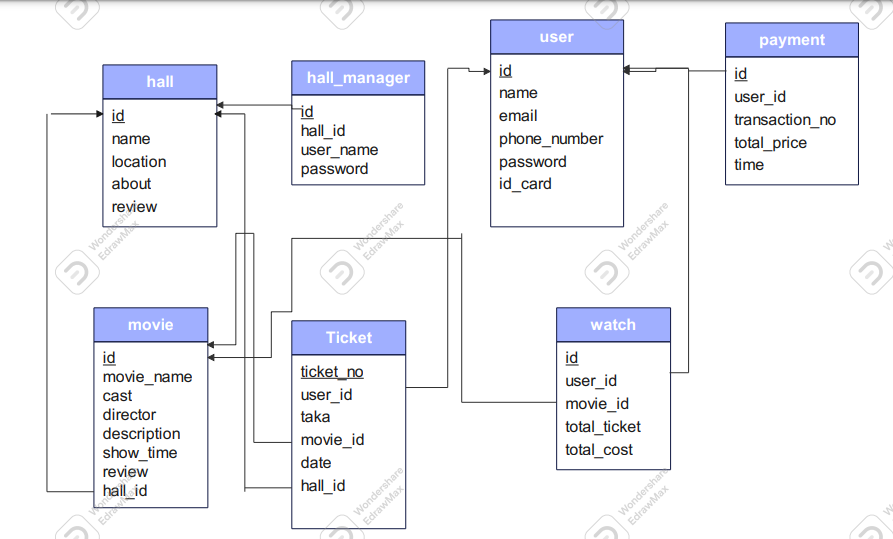 hall
id
name
location
about
review
hall_manager
id
hall_id
user_name
password
user
id
name
email
phone_number
password
id_card
payment
id
user_id
transaction_no
total_price
time
movie
id
movie_name
cast
director
description
show_time
review
hall_id
Ticket
ticket_no
user_id
taka
movie_id
date
hall_id
watch
id
user_id
movie_id
total_ticket
total_cost
Wondershare
EdrawMax
Wondershare
EdrawMax
Wondershare
EdrawMax
Wondershare
EdrawMax
Wondershare
EdrawMax
Wondershare
EdrawMax